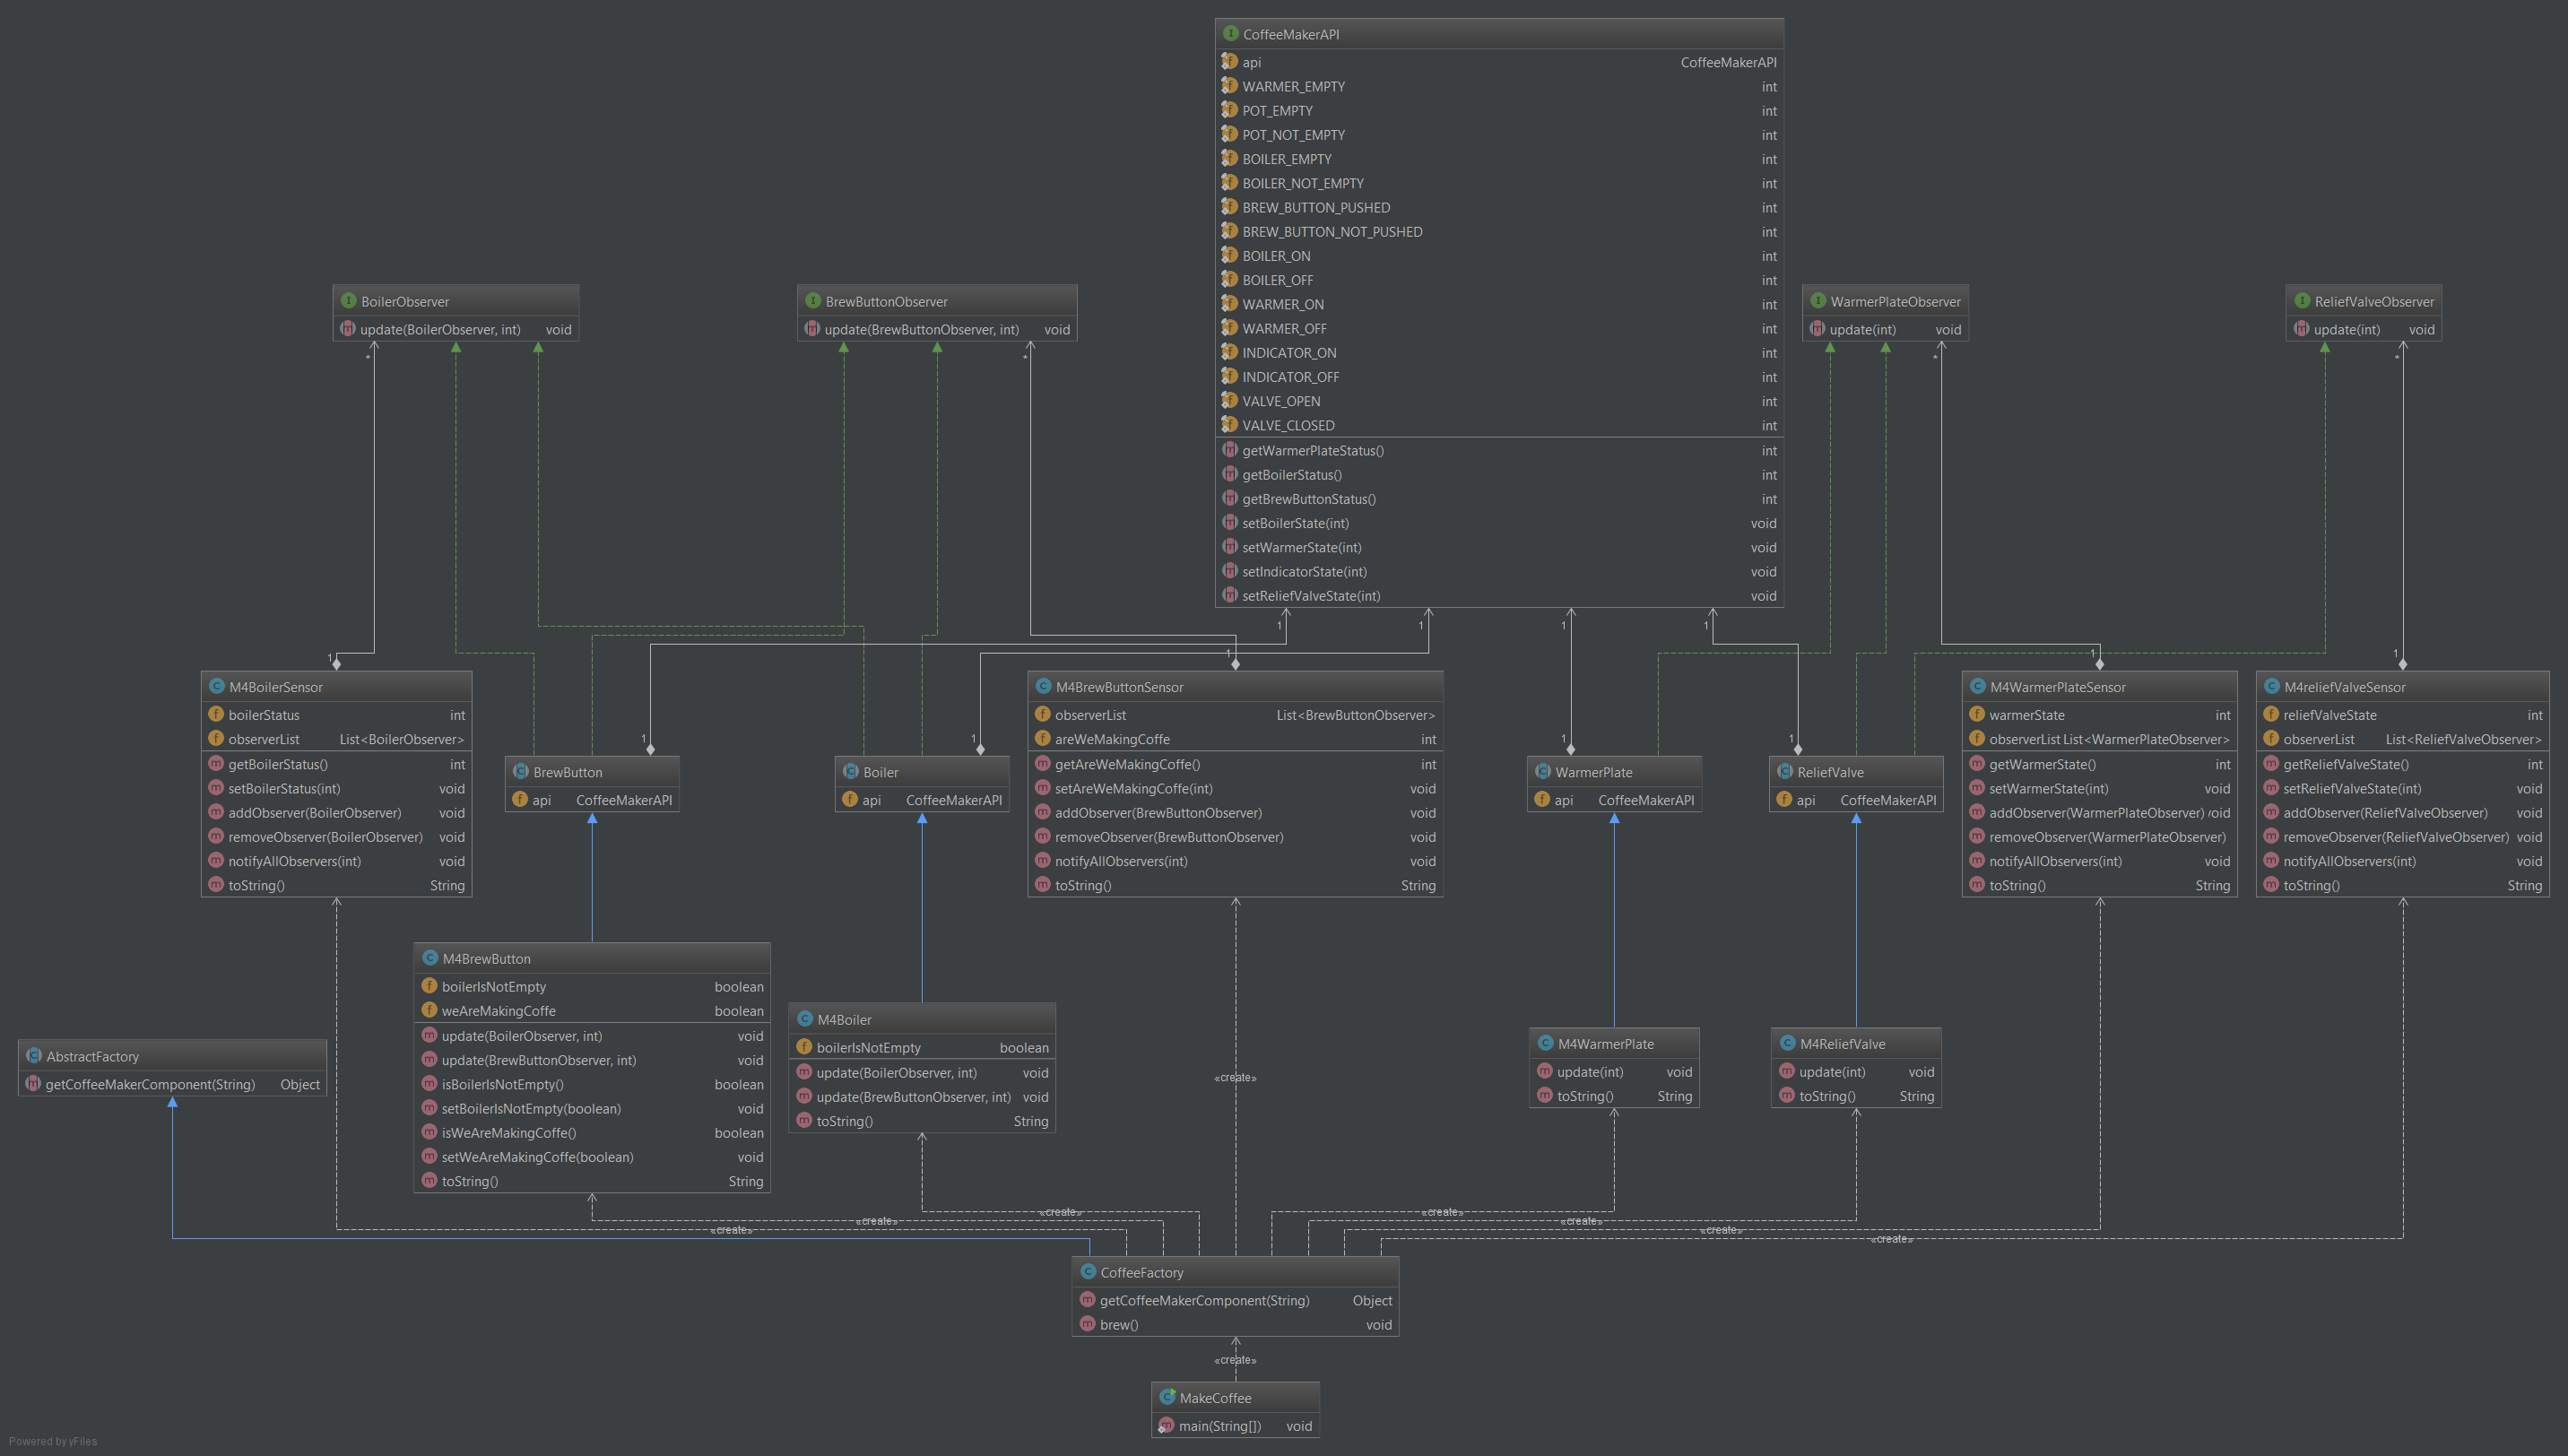 CoffeeMakerAPI
api CoffeeMakerAPI
WARMER_EMPTY int
POT_EMPTY int
POT_NOT_EMPTY int
BOILER_EMPTY int
BOILER_NOT_EMPTY int
BREW_BUTTON_PUSHED int
BREW_BUTTON_NOT_PUSHED int
BOILER_ON int
BOILER_OFF int
WARMER_ON int
WARMER_OFF int
INDICATOR_ON int
INDICATOR_OFF int
VALVE_OPEN int
VALVE_CLOSED int
getWarmerPlateStatus() int
getBoilerStatus() int
getBrewButtonStatus() int
setBoilerState(int) void
setWarmerState(int) void
setIndicatorState(int) void
setReliefValveState(int) void
BoilerObserver
update(BoilerObserver, int) void
BrewButtonObserver
update(BrewButtonObserver, int) void
WarmerPlateObserver
update(int) void
ReliefValveObserver
update(int) void
* * * *
1 1 1 1
1 1 1 1
M4BoilerSensor
boilerStatus int
observerList List<BoilerObserver>
getBoilerStatus() int
setBoilerStatus(int) void
addObserver(BoilerObserver) void
removeObserver(BoilerObserver) void
notifyAllObservers(int) void
toString() String
1 1 1 1
BrewButton
api CoffeeMakerAPI
Boiler
api CoffeeMakerAPI
M4BrewButtonSensor
observerList List<BrewButtonObserver>
areWeMakingCoffe int
getAreWeMakingCoffe() int
setAreWeMakingCoffe(int) void
addObserver(BrewButtonObserver) void
removeObserver(BrewButtonObserver) void
notifyAllObservers(int) void
toString() String
WarmerPlate
api CoffeeMakerAPI
ReliefValve
api CoffeeMakerAPI
M4WarmerPlateSensor
warmerState int
observerList List<WarmerPlateObserver>
getWarmerState() int
setWarmerState(int) void
addObserver(WarmerPlateObserver) void
removeObserver(WarmerPlateObserver)
notifyAllObservers(int) void
toString() String
M4reliefValveSensor
reliefValveState int
observerList List<ReliefValveObserver>
getReliefValveState() int
setReliefValveState(int) void
addObserver(ReliefValveObserver) void
removeObserver(ReliefValveObserver) void
notifyAllObservers(int) void
toString() String
M4BrewButton
boilerIsNotEmpty boolean
weAreMakingCoffe boolean
update(BoilerObserver, int) void
update(BrewButtonObserver, int) void
isBoilerIsNotEmpty() boolean
setBoilerIsNotEmpty(boolean) void
isWeAreMakingCoffe() boolean
setWeAreMakingCoffe(boolean) void
toString() String
M4Boiler
boilerIsNotEmpty boolean
update(BoilerObserver, int) void
update(BrewButtonObserver, int) void
toString() String
M4WarmerPlate
update(int) void
toString() String
M4ReliefValve
update(int) void
toString() String
AbstractFactory
getCoffeeMakerComponent(String) Object
«create»
«create» «create»
«create» «create»
«create» «create»
«create»
CoffeeFactory
getCoffeeMakerComponent(String) Object
brew() void
«create»
MakeCoffee
main(String[]) void
Powered by yFiles